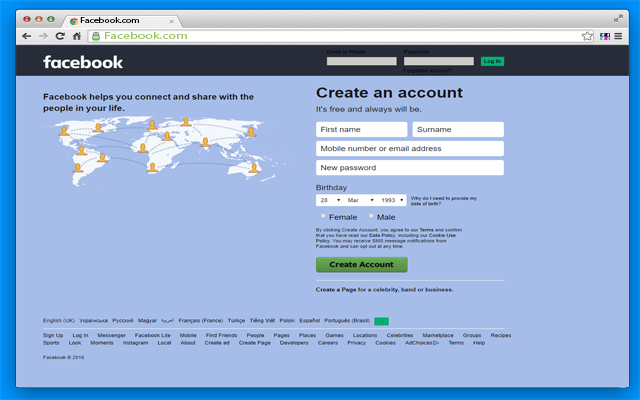 Facebook.com
Facebook.com
facebook
Email or Phone
Password
Log In
Forgotten account?
Facebook helps you connect and share with the
people in your life.
Create an account
It's free and always will be.
First name
Surname
Mobile number or email address
New password
Birthday
28 Mar 1993
Why do I need to provide my
date of birth?
Female Male
By clicking Create Account, you agree to our Terms and confirm
that you have read our Data Policy, including our Cookie Use
Policy. You may receive SMS message notifications from
Facebook and can opt out at any time.
Create Account
Create a Page for a celebrity, band or business.
English (UK) Українська Русский Magyar العربية Français (France) Türkçe Tiếng Việt Polski Español Português (Brasil)
Sign Up Log In Messenger Facebook Lite Mobile Find Friends People Pages Places Games Locations Celebrities Marketplace Groups Recipes
Sports Look Moments Instagram Local About Create ad Create Page Developers Careers Privacy Cookies AdChoices Terms Help
Facebook © 2018